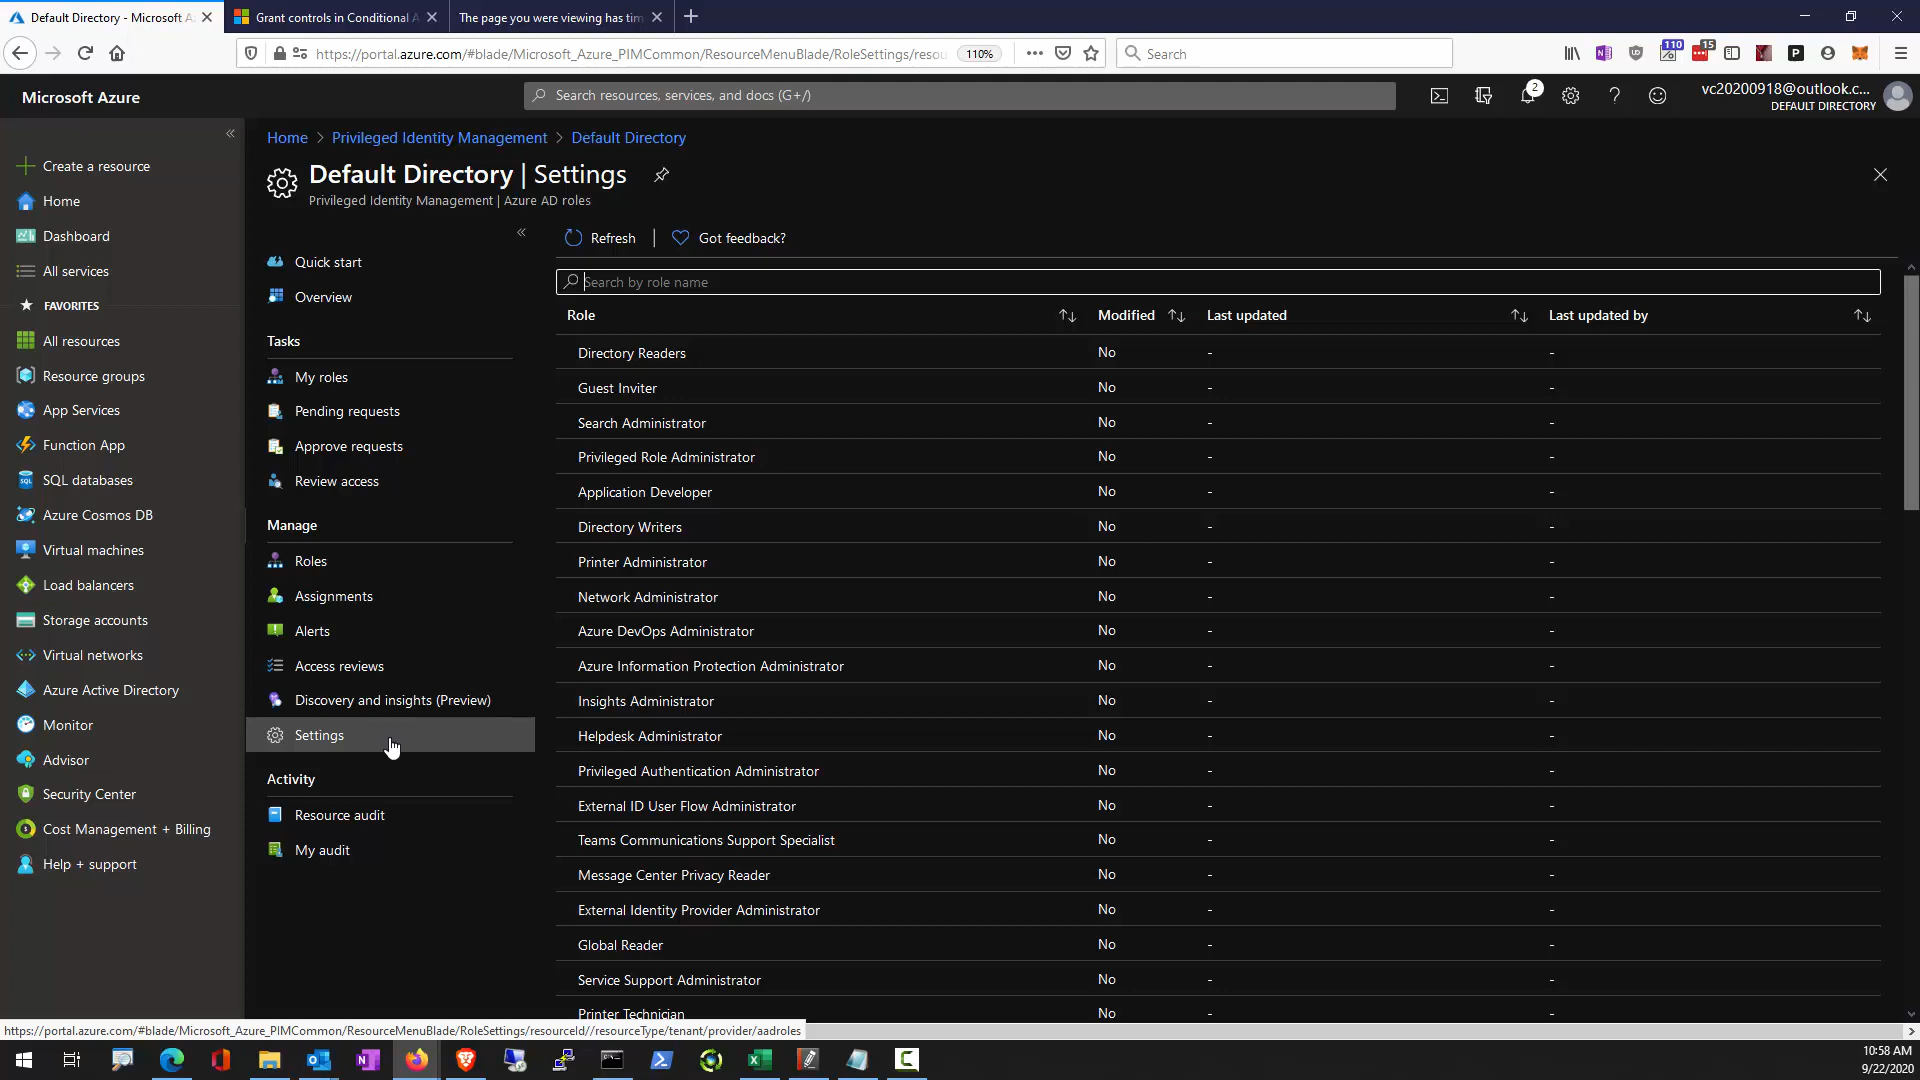 Default Directory - Microsoft A
Grant controls in Conditional A
The page you were viewing has tim
https://portal.azure.com/#blade/Microsoft_Azure_PIMCommon/ResourceMenuBlade/RoleSettings/resou
110%
Search
110
15
Microsoft Azure
Search resources, services, and docs (G+/)
2
vc20200918@outlook.c...
DEFAULT DIRECTORY
Create a resource
Home
Dashboard
All services
FAVORITES
All resources
Resource groups
App Services
Function App
SQL databases
Azure Cosmos DB
Virtual machines
Load balancers
Storage accounts
Virtual networks
Azure Active Directory
Monitor
Advisor
Security Center
Cost Management + Billing
Help + support
Home > Privileged Identity Management > Default Directory
Default Directory | Settings
Privileged Identity Management | Azure AD roles
Quick start
Overview
Tasks
My roles
Pending requests
Approve requests
Review access
Manage
Roles
Assignments
Alerts
Access reviews
Discovery and insights (Preview)
Settings
Activity
Resource audit
My audit
Refresh | Got feedback?
Search by role name
Role Modified Last updated Last updated by
Directory Readers No - -
Guest Inviter No - -
Search Administrator No - -
Privileged Role Administrator No - -
Application Developer No - -
Directory Writers No - -
Printer Administrator No - -
Network Administrator No - -
Azure DevOps Administrator No - -
Azure Information Protection Administrator No - -
Insights Administrator No - -
Helpdesk Administrator No - -
Privileged Authentication Administrator No - -
External ID User Flow Administrator No - -
Teams Communications Support Specialist No - -
Message Center Privacy Reader No - -
External Identity Provider Administrator No - -
Global Reader No - -
Service Support Administrator No - -
Printer Technician No - -
https://portal.azure.com/#blade/Microsoft_Azure_PIMCommon/ResourceMenuBlade/RoleSettings/resourceId//resourceType/tenant/provider/aadroles
10:58 AM
9/22/2020